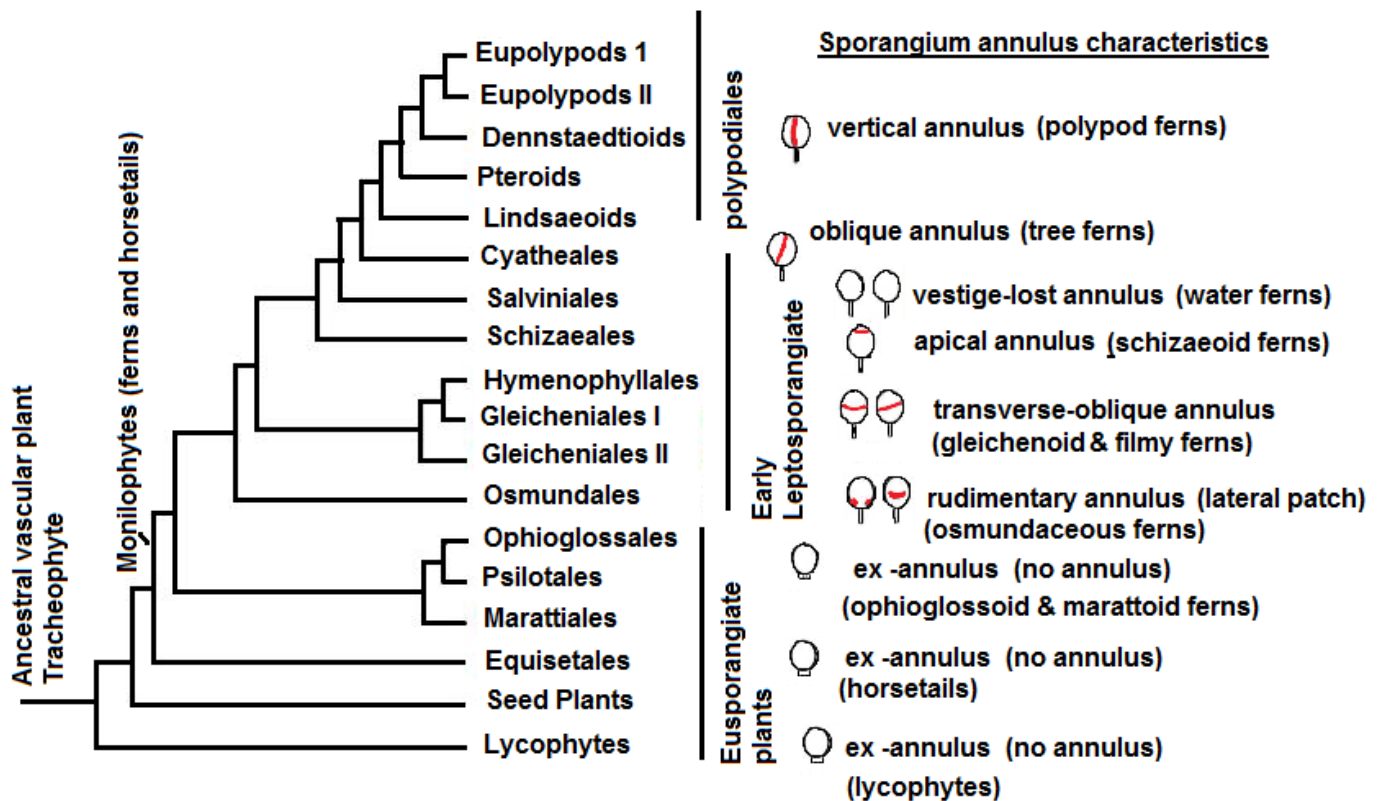 Sporangium annulus characteristics
Eupolypods 1
Eupolypods II
Dennstaedtioids
Pteroids
Lindsaeoids
Cyatheales
Salviniales
Schizaeales
Hymenophyllales
Gleicheniales I
Gleicheniales II
Osmundales
Ophioglossales
Psilotales
Marattiales
Equisetales
Seed Plants
Lycophytes
Ancestral vascular plant
Tracheophyte
Monilophytes (ferns and horsetails)
polypodiales
Early
Leptosporangiate
Eusporangiate
plants
vertical annulus (polypod ferns)
oblique annulus (tree ferns)
vestige-lost annulus (water ferns)
apical annulus (schizaeoid ferns)
transverse-oblique annulus
(gleichenoid & filmy ferns)
rudimentary annulus (lateral patch)
(osmundaceous ferns)
ex -annulus (no annulus)
(ophioglossoid & marattoid ferns)
ex -annulus (no annulus)
(horsetails)
ex -annulus (no annulus)
(lycophytes)